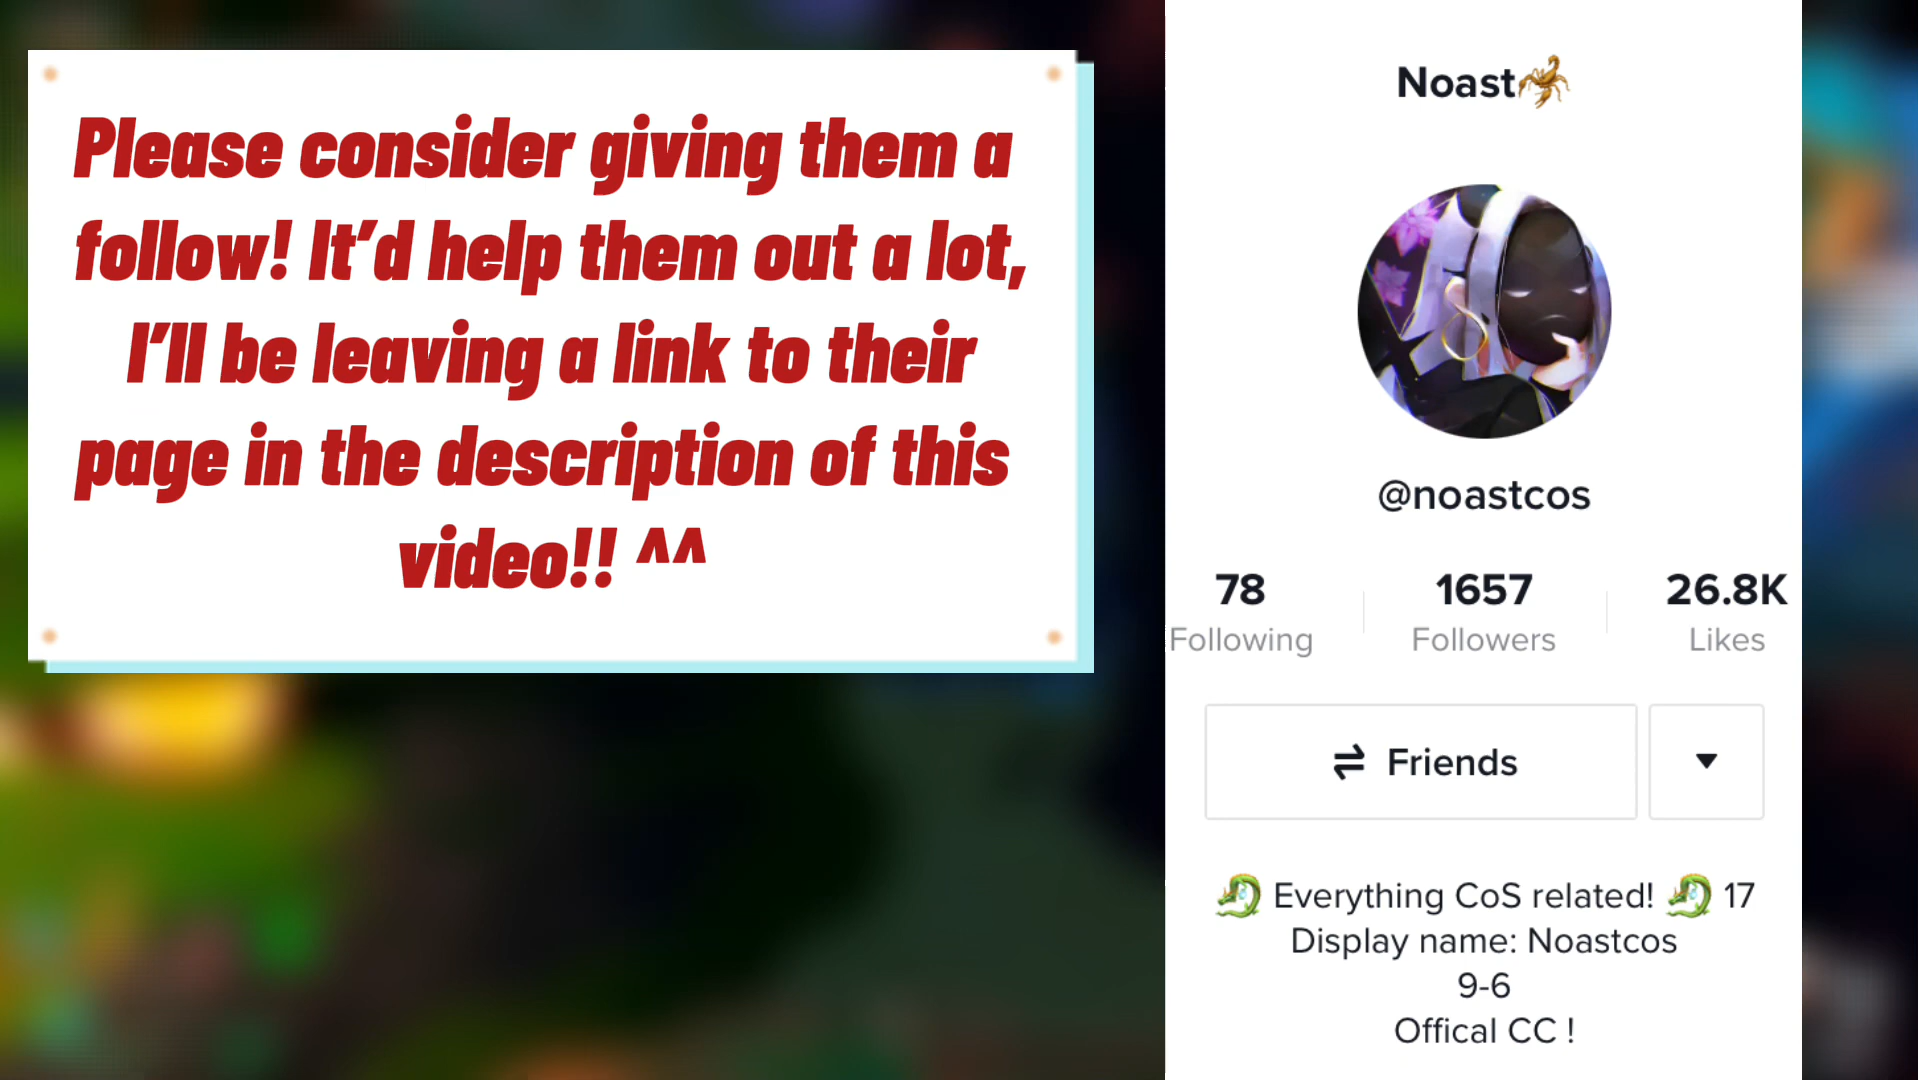 Please consider giving them a
follow! It’d help them out a lot,
I’ll be leaving a link to their
page in the description of this
video!! ^^
Noast🦂
@noastcos
78 1657 26.8K
Following Followers Likes
Friends
🐉 Everything CoS related! 🐉 17
Display name: Noastcos
9-6
Offical CC !